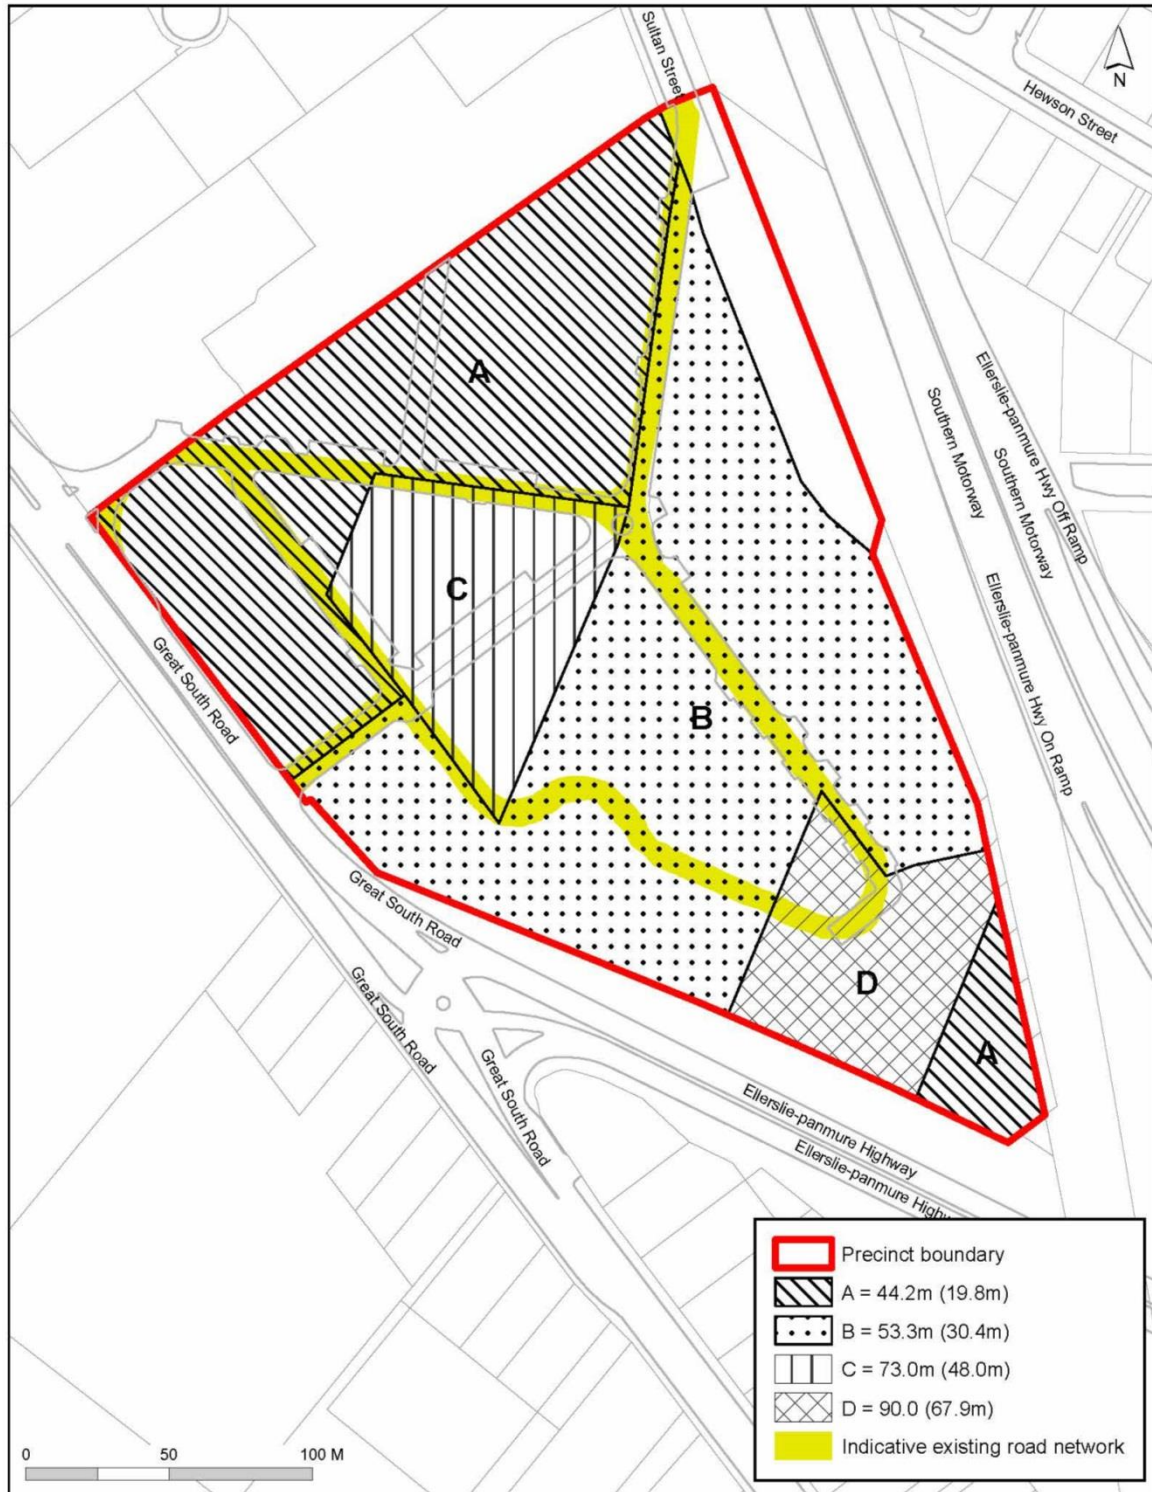 Sultan Street
Hewson Street
N
A
Ellerslie-panmure Hwy Off Ramp
Southern Motorway
Southern Motorway
C
Ellerslie-panmure Hwy On Ramp
Great South Road
B
Great South Road
D
Great South Road
A
Great South Road
Ellerslie-panmure Highway
Ellerslie-panmure Highw
Precinct boundary
A = 44.2m (19.8m)
B = 53.3m (30.4m)
C = 73.0m (48.0m)
D = 90.0 (67.9m)
Indicative existing road network
0 50 100 M